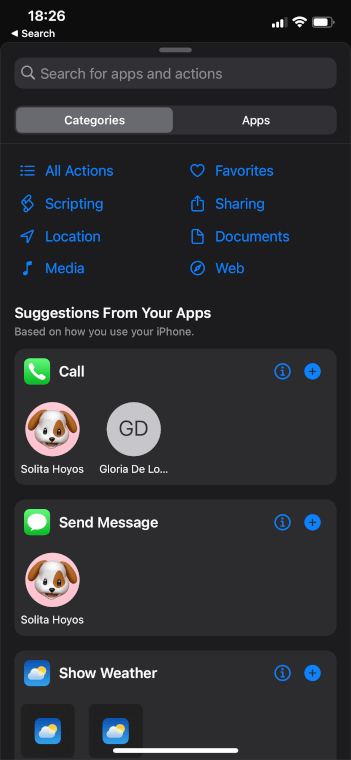 18:26
Search
Search for apps and actions
Categories Apps
All Actions Favorites
Scripting Sharing
Location Documents
Media Web
Suggestions From Your Apps
Based on how you use your iPhone.
Call
GD
Solita Hoyos Gloria De Lo...
Send Message
Solita Hoyos
Show Weather